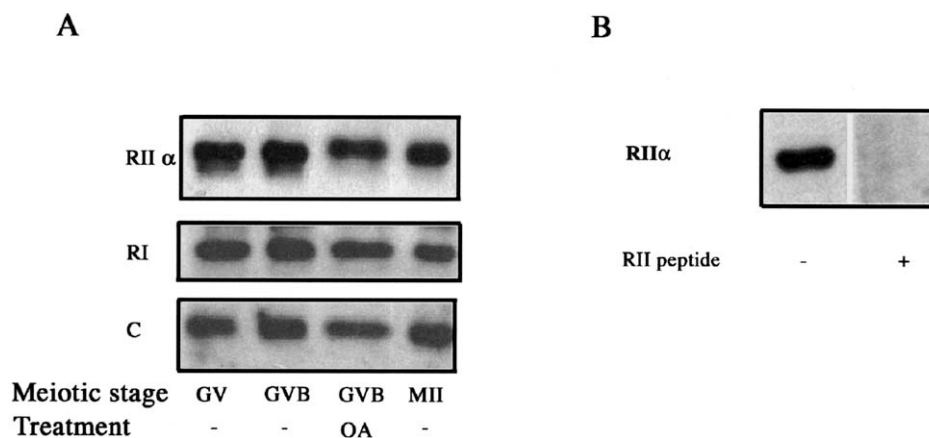 A
B
RII α
RI
C
Meiotic stage GV GVB GVB MII
Treatment - - OA -
RIIα
RII peptide - +